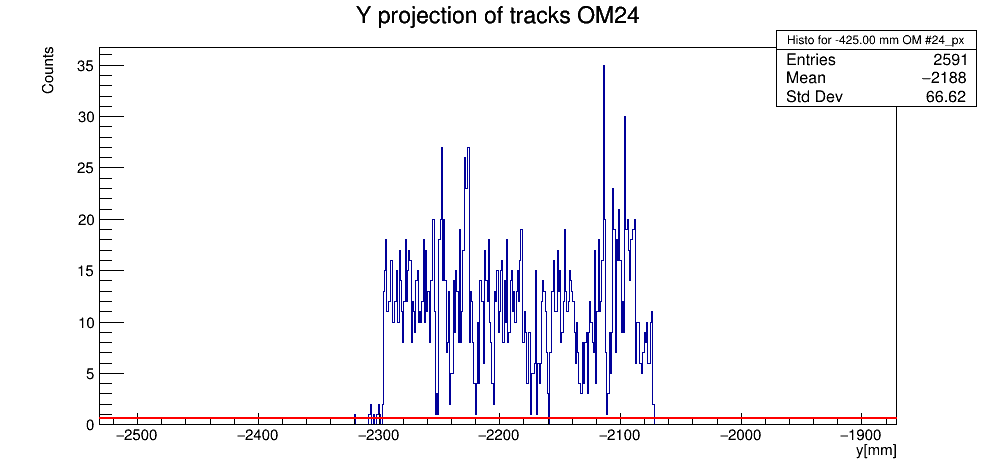 Y projection of tracks OM24
Histo for -425.00 mm OM #24_px
Entries 2591
Mean −2188
Std Dev 66.62
Counts
35
30
25
20
15
10
5
0
−2500 −2400 −2300 −2200 −2100 −2000 −1900
y[mm]